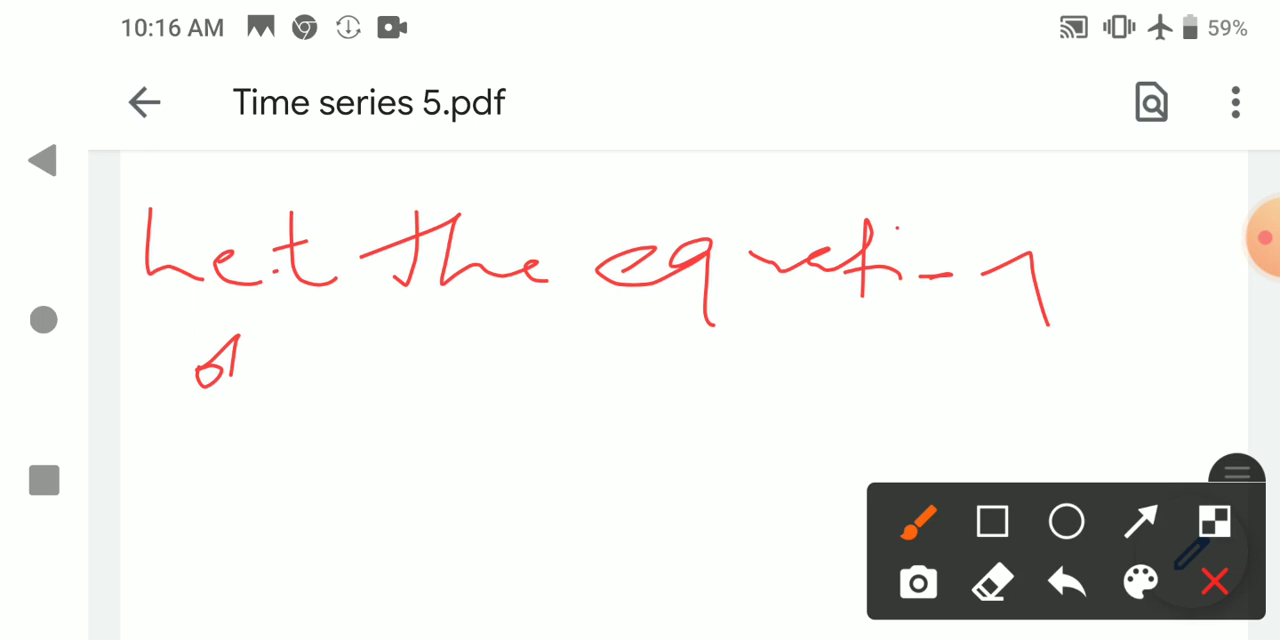 10:16 AM 59%
Time series 5.pdf
Let the equation